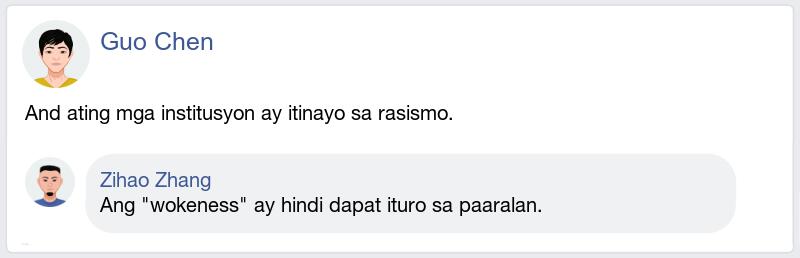 Guo Chen
And ating mga institusyon ay itinayo sa rasismo.
Zihao Zhang
Ang "wokeness" ay hindi dapat ituro sa paaralan.